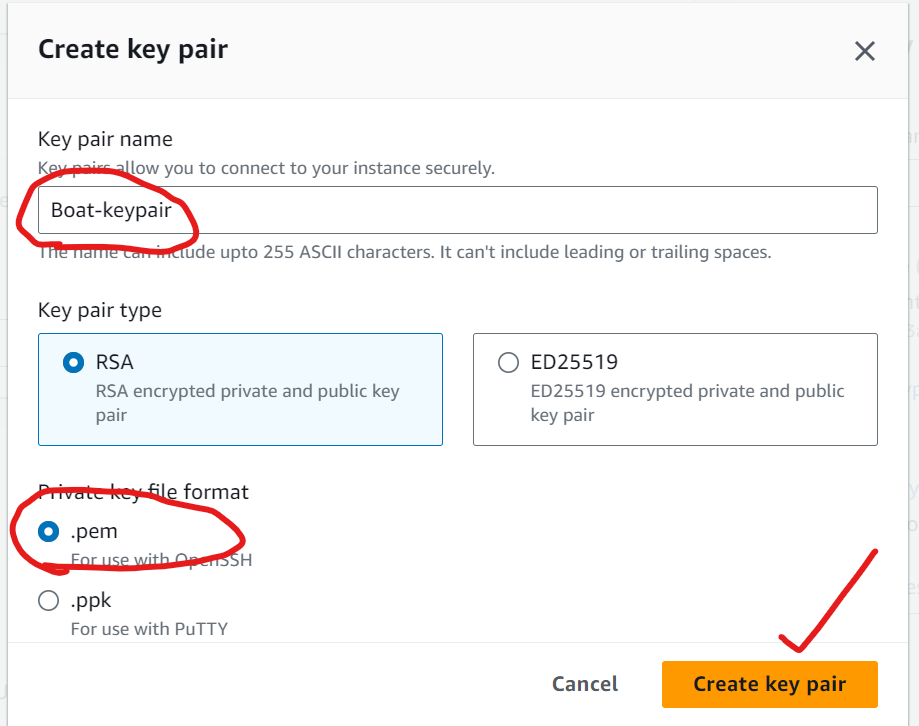 Create key pair
Key pair name
Key pairs allow you to connect to your instance securely.
Boat-keypair
The name can include upto 255 ASCII characters. It can't include leading or trailing spaces.
Key pair type
RSA
RSA encrypted private and public key
pair
ED25519
ED25519 encrypted private and public
key pair
Private key file format
.pem
For use with OpenSSH
.ppk
For use with PuTTY
Cancel
Create key pair